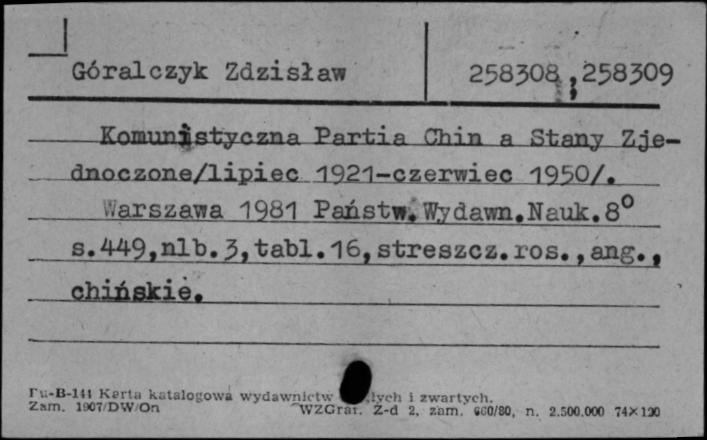 Góralczyk Zdzisław 258308, 258309
Komunistyczna Partia Chin a Stany Zje-
dnoczone/lipiec 1921-czerwiec 1950/.
Warszawa 1981 Państw.Wydawn.Nauk.8°
s.449,nlb.3,tabl.16,streszcz.ros.,ang.,
chińskie.
Pu-B-141 Karta katalogowa wydawnictw i zwartych.
Zam. 1907/DW/On WZGraf. Z-d 2, zam. 660/80, n. 2.500.000 74×120